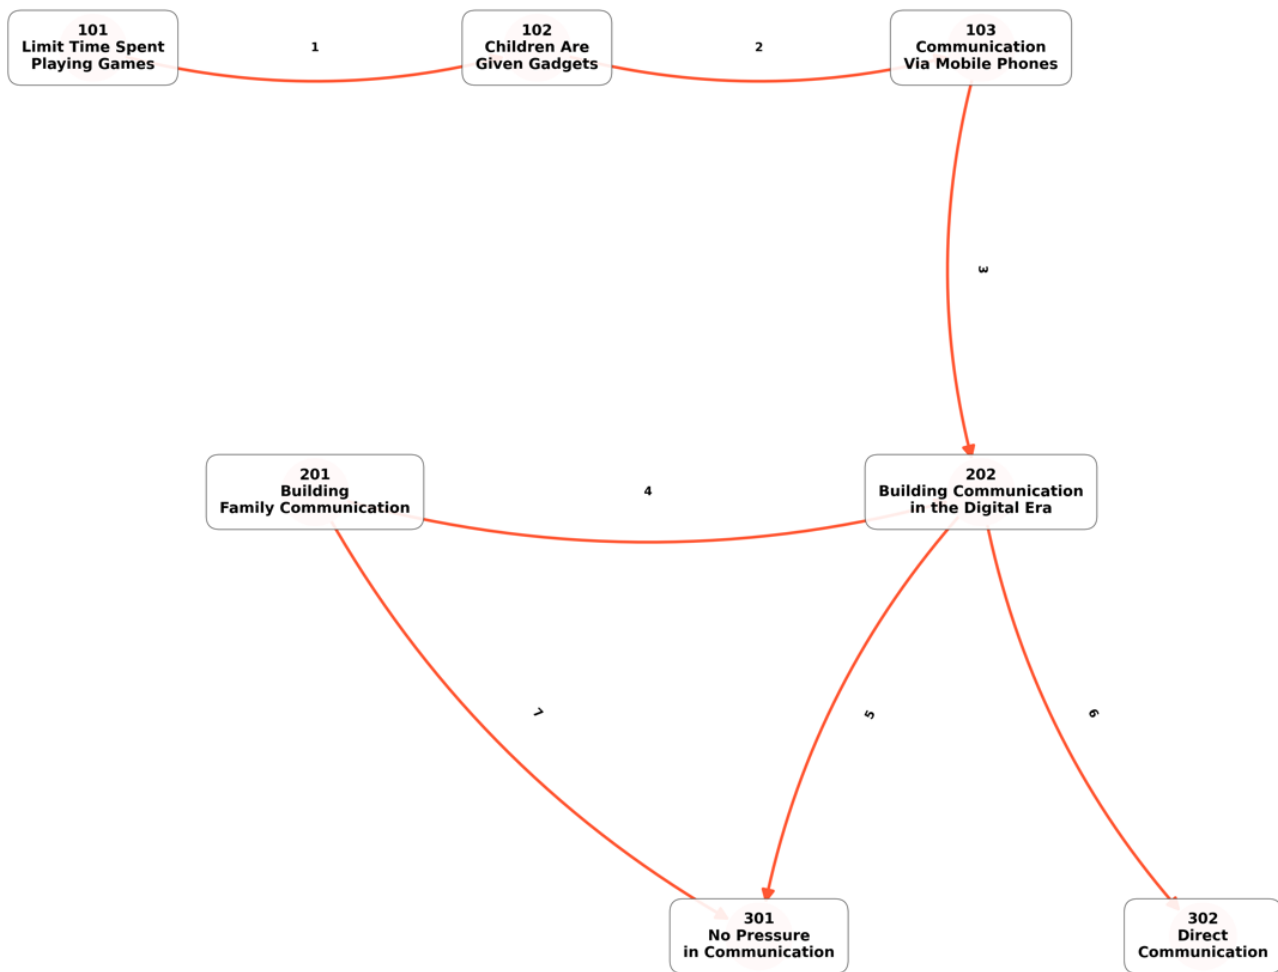 101
Limit Time Spent
Playing Games
1
102
Children Are
Given Gadgets
2
103
Communication
Via Mobile Phones
3
201
Building
Family Communication
4
202
Building Communication
in the Digital Era
7
5
6
301
No Pressure
in Communication
302
Direct
Communication